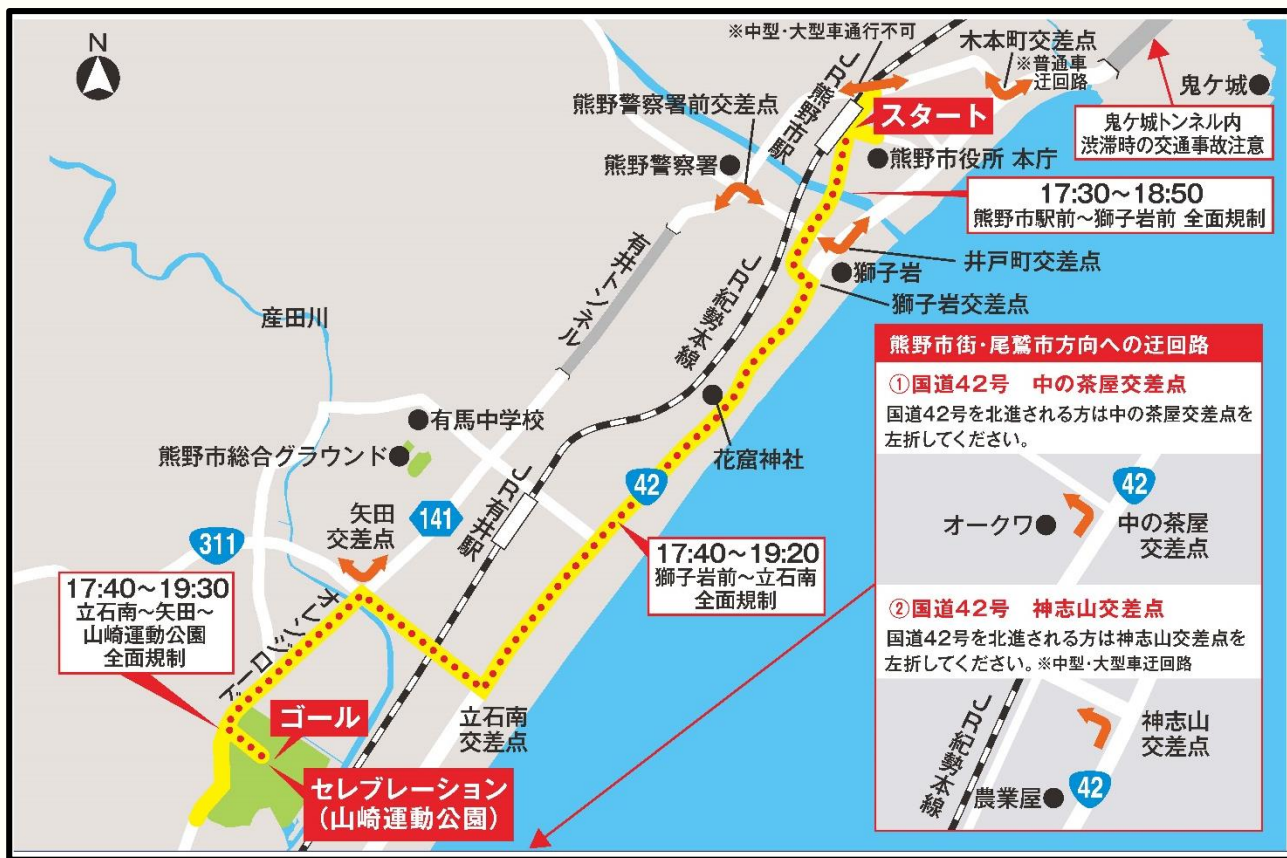 N
※中型・大型車通行不可
木本町交差点
※普通車
迂回路
鬼ケ城
鬼ケ城トンネル内
渋滞時の交通事故注意
JR熊野市駅
スタート
熊野警察署前交差点
熊野警察署
熊野市役所 本庁
17:30～18:50
熊野市駅前～獅子岩前 全面規制
井戸町交差点
獅子岩
獅子岩交差点
有井トンネル
JR紀勢本線
産田川
有馬中学校
熊野市総合グラウンド
花窟神社
42
JR有井駅
141
矢田
交差点
311
17:40～19:20
獅子岩前～立石南
全面規制
17:40～19:30
立石南～矢田～
山崎運動公園
全面規制
オレンジロード
立石南
交差点
ゴール
セレブレーション
（山崎運動公園）
熊野市街・尾鷲市方向への迂回路
①国道42号 中の茶屋交差点
国道42号を北進される方は中の茶屋交差点を
左折してください。
42
オークワ
中の茶屋
交差点
②国道42号 神志山交差点
国道42号を北進される方は神志山交差点を
左折してください。※中型・大型車迂回路
JR紀勢本線
神志山
交差点
農業屋
42